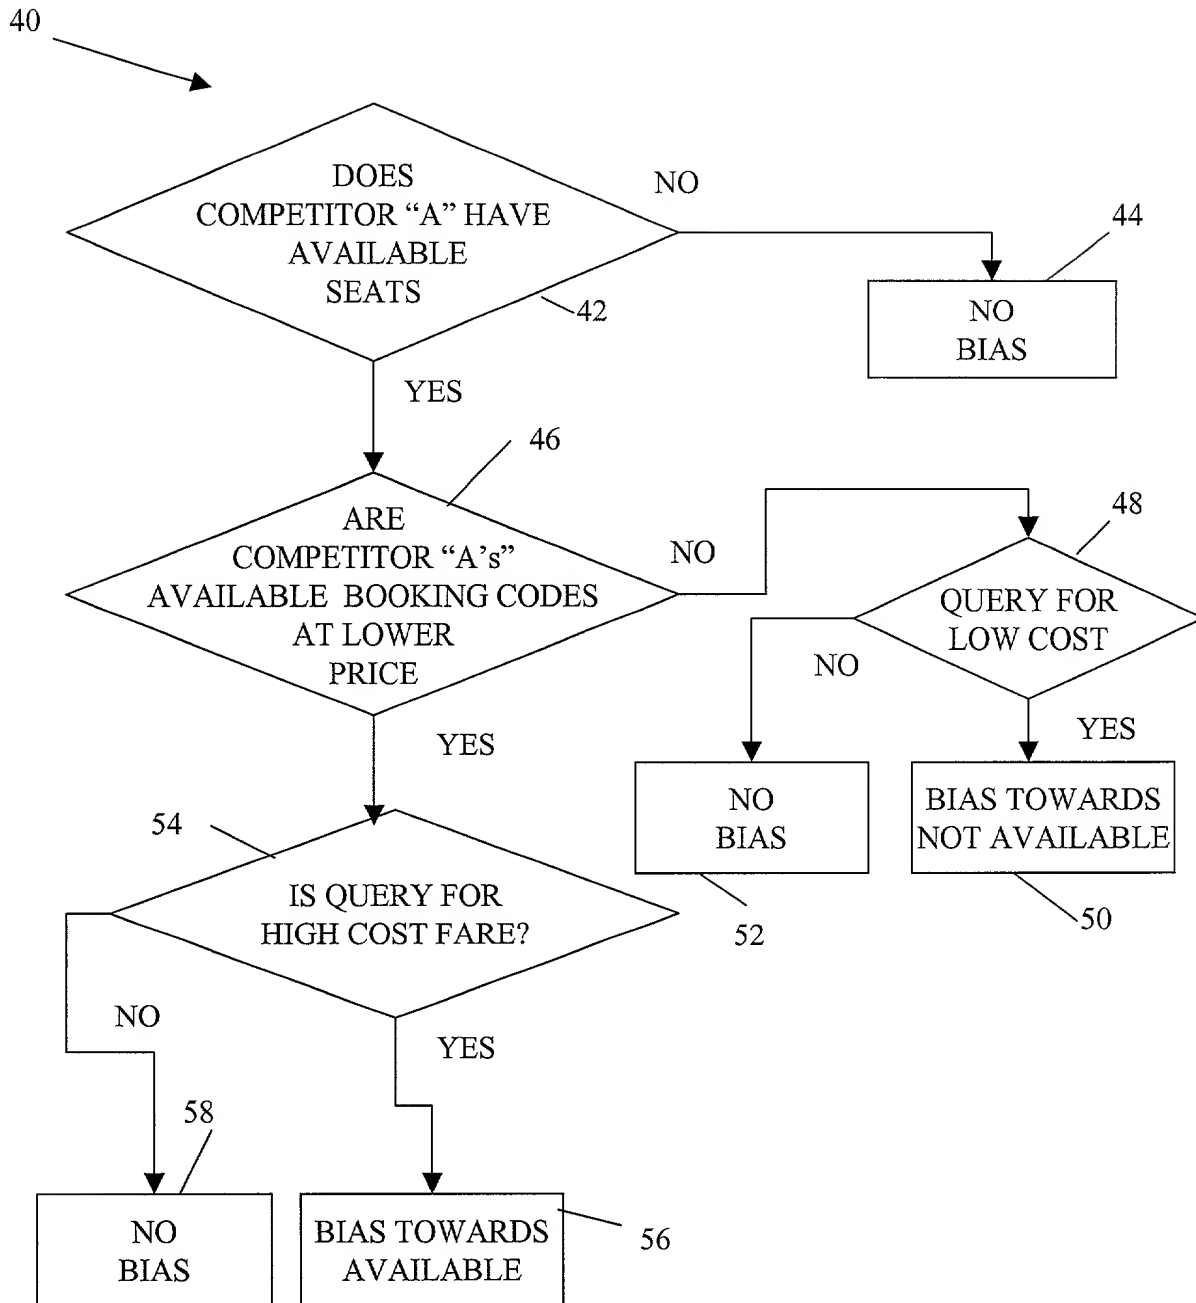 40
DOES
COMPETITOR “A” HAVE
AVAILABLE
SEATS
NO
42
44
NO
BIAS
YES
46
ARE
COMPETITOR “A's”
AVAILABLE BOOKING CODES
AT LOWER
PRICE
NO
48
QUERY FOR
LOW COST
NO
YES
YES
NO
BIAS
52
BIAS TOWARDS
NOT AVAILABLE
50
54
IS QUERY FOR
HIGH COST FARE?
NO
YES
58
NO
BIAS
BIAS TOWARDS
AVAILABLE
56